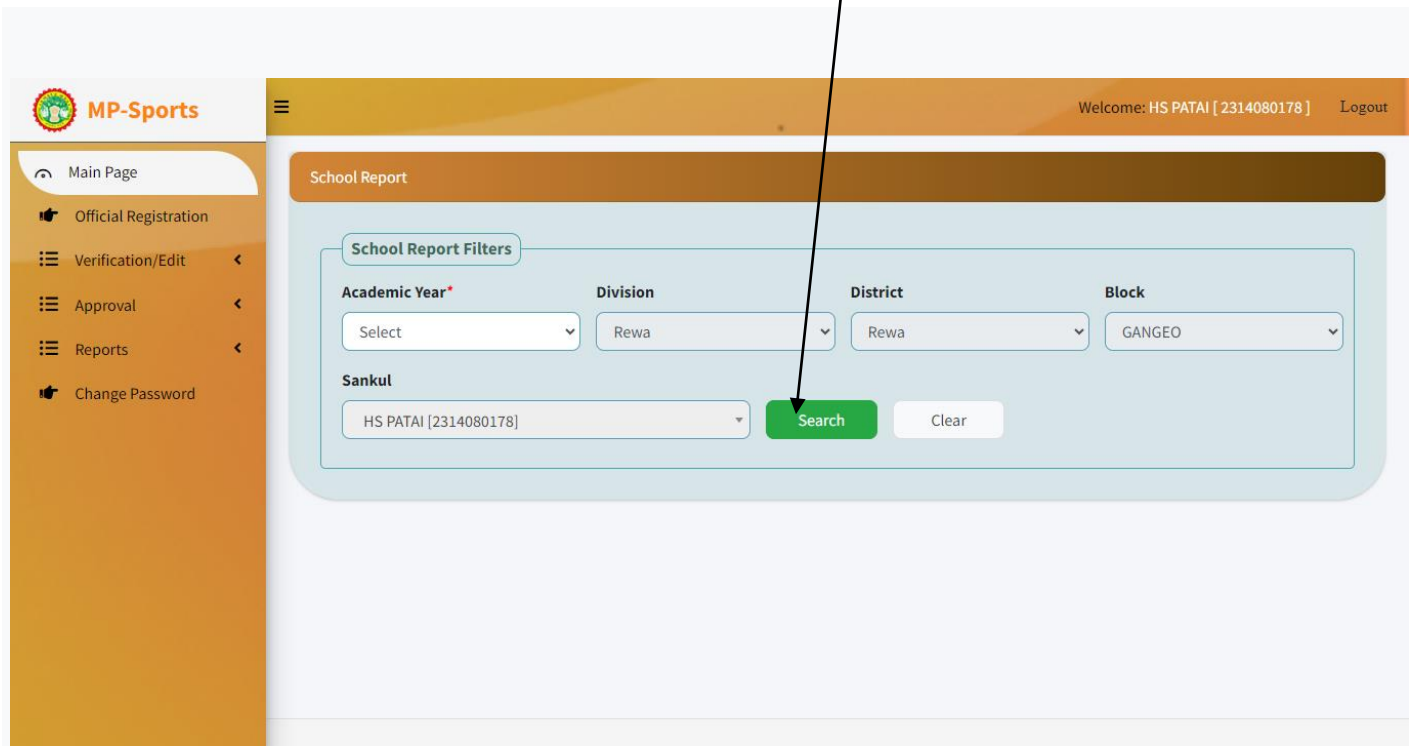 MP-Sports
Welcome: HS PATAI [ 2314080178 ] Logout
Main Page
Official Registration
Verification/Edit
Approval
Reports
Change Password
School Report
School Report Filters
Academic Year* Division District Block
Select Rewa Rewa GANGEO
Sankul
HS PATAI [2314080178] Search Clear